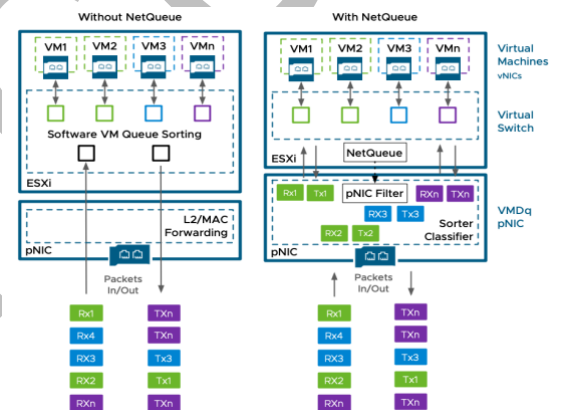 Without NetQueue
VM1 VM2 VM3 VMn
Software VM Queue Sorting
ESXi
L2/MAC
Forwarding
pNIC
Packets
In/Out
Rx1 TXn
Rx4 TXn
RX3 Tx3
RX2 Tx1
RXn TXn
With NetQueue
VM1 VM2 VM3 VMn
NetQueue
ESXi
Rx1 Tx1 pNIC Filter RXn TXn
RX3 Tx3
RX2 Tx2
Sorter
Classifier
pNIC
Packets
In/Out
Rx1 TXn
Rx4 TXn
RX3 Tx3
RX2 Tx1
RXn TXn
Virtual
Machines
vNICs
Virtual
Switch
VMDq
pNIC